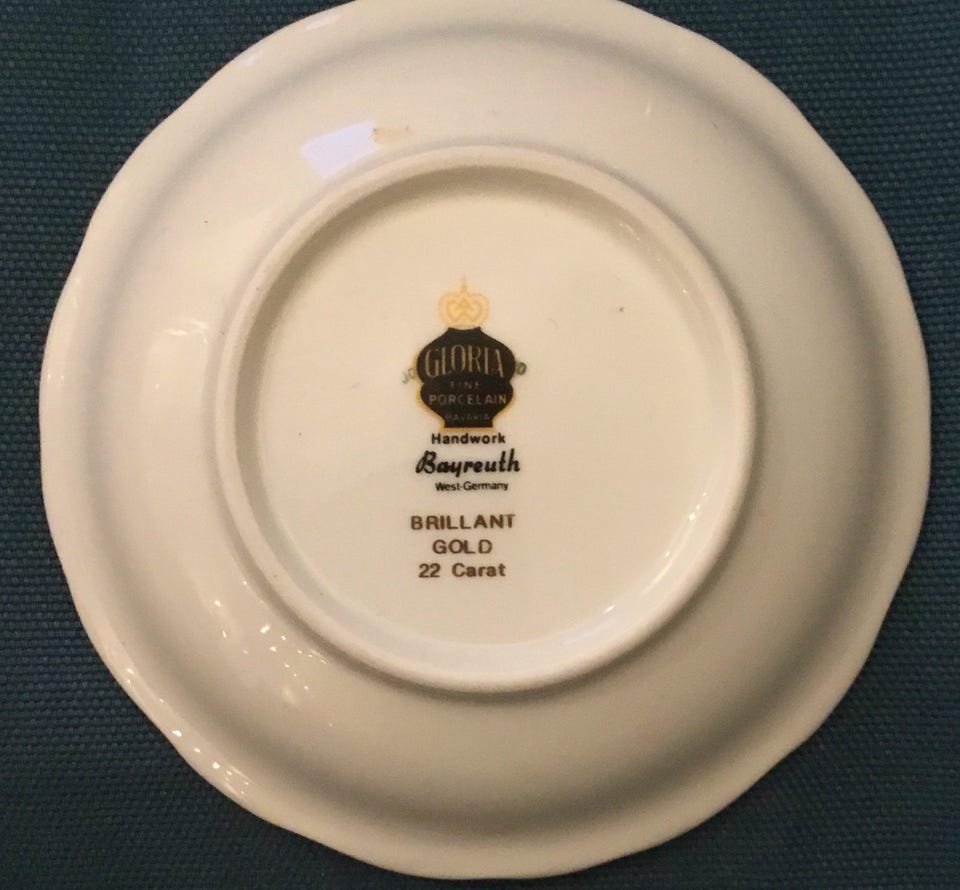 GLORIA
FINE
PORCELAIN
BAVARIA
Handwork
Bayreuth
West-Germany
BRILLANT
GOLD
22 Carat